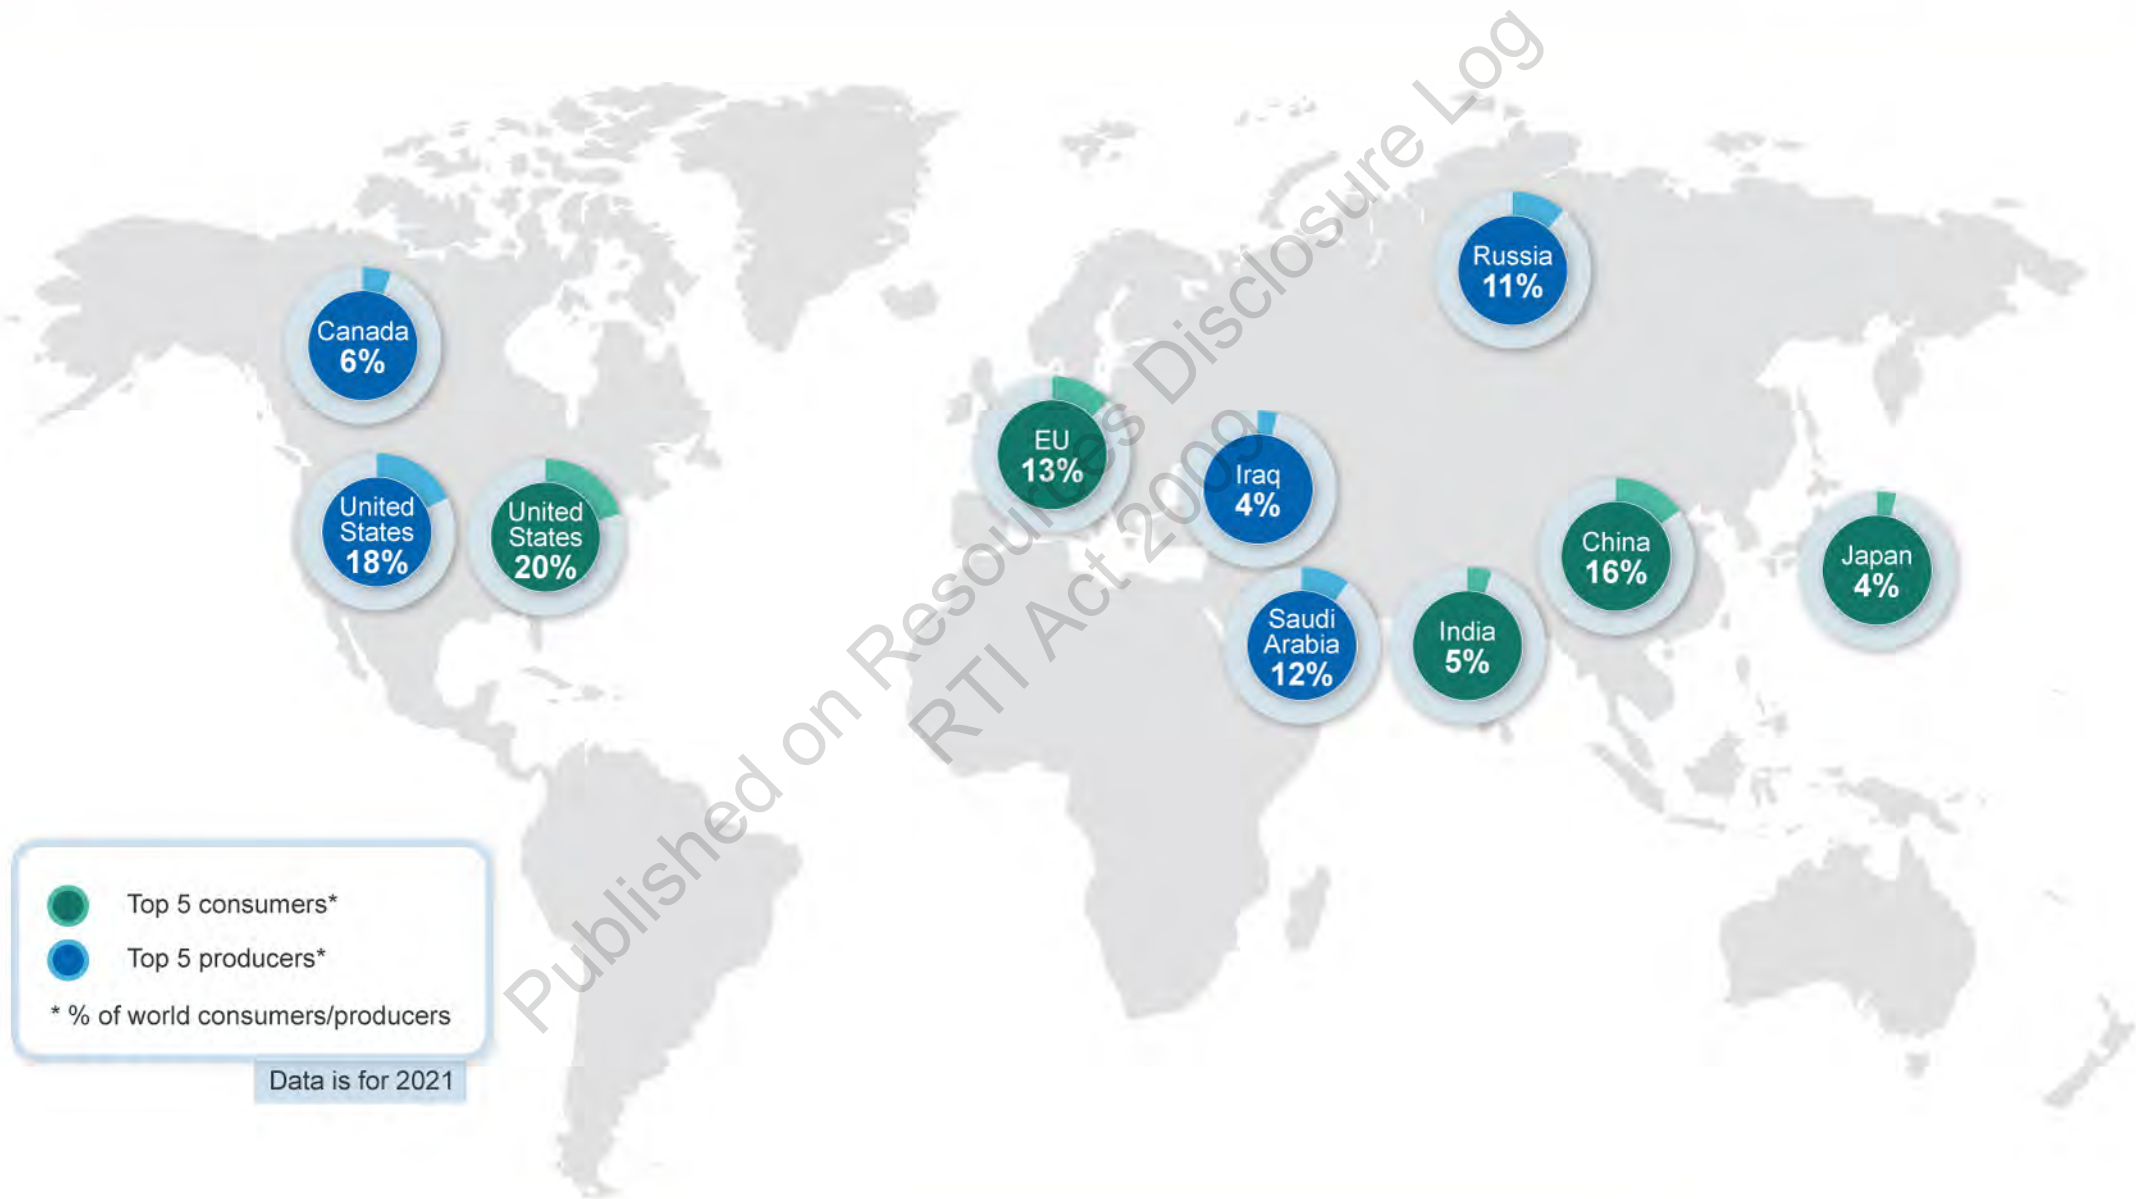 Published on Resources Disclosure Log
RTI Act 2009
Russia
11%
Canada
6%
EU
13%
Iraq
4%
United
States
18%
United
States
20%
China
16%
Japan
4%
Saudi
Arabia
12%
India
5%
Top 5 consumers*
Top 5 producers*
* % of world consumers/producers
Data is for 2021